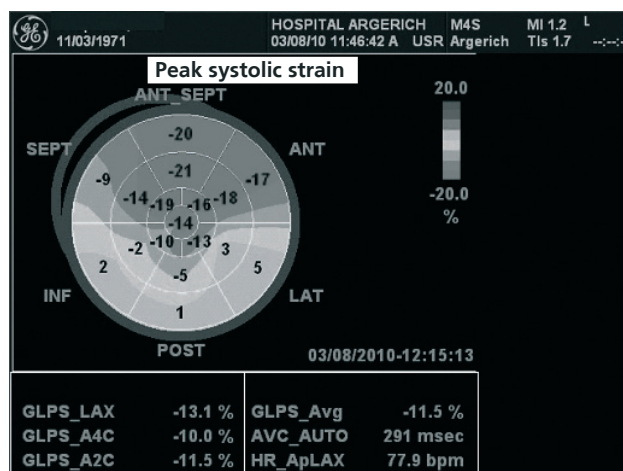 HOSPITAL ARGERICH M4S MI 1.2 L
11/03/1971 03/08/10 11:46:42 A USR Argerich TIs 1.7 --:--:
Peak systolic strain
ANT_SEPT
20.0
-20
SEPT
ANT
-21
-9
-17
-14
-18
-19
-16
-20.0
-14
%
-10
-13
-2
3
2
-5
5
INF
LAT
1
POST
03/08/2010-12:15:13
GLPS_LAX -13.1 % GLPS_Avg -11.5 %
GLPS_A4C -10.0 % AVC_AUTO 291 msec
GLPS_A2C -11.5 % HR_ApLAX 77.9 bpm